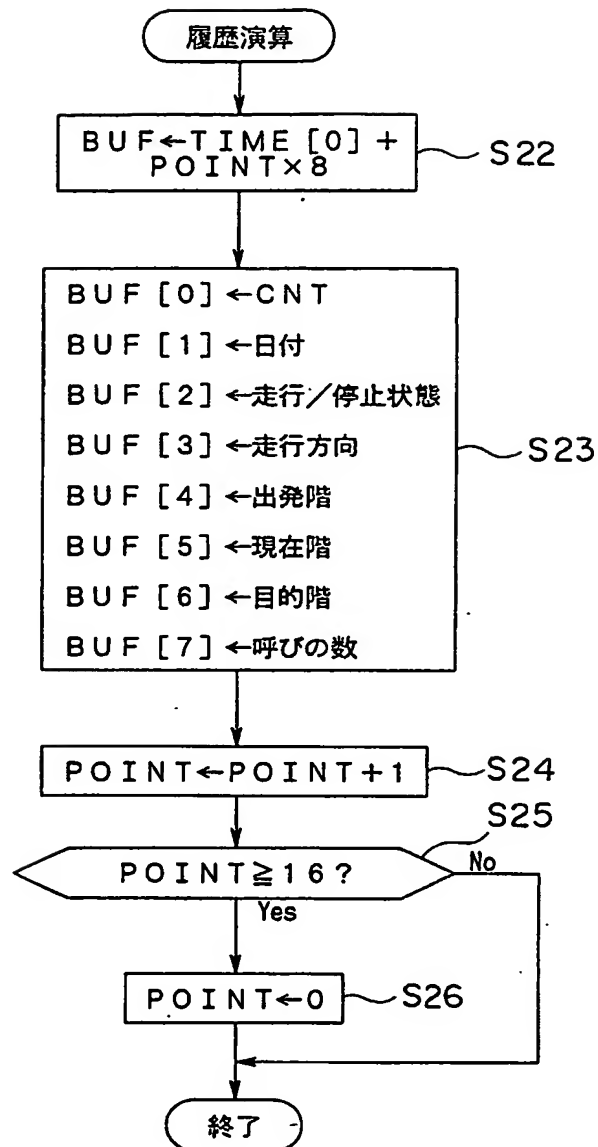 履歴演算
BUF←TIME[0]+
POINT×8
S22
BUF[0]←CNT
BUF[1]←日付
BUF[2]←走行/停止状態
BUF[3]←走行方向
BUF[4]←出発階
BUF[5]←現在階
BUF[6]←目的階
BUF[7]←呼びの数
S23
POINT←POINT+1
S24
S25
POINT≧16?
No
Yes
POINT←0
S26
終了